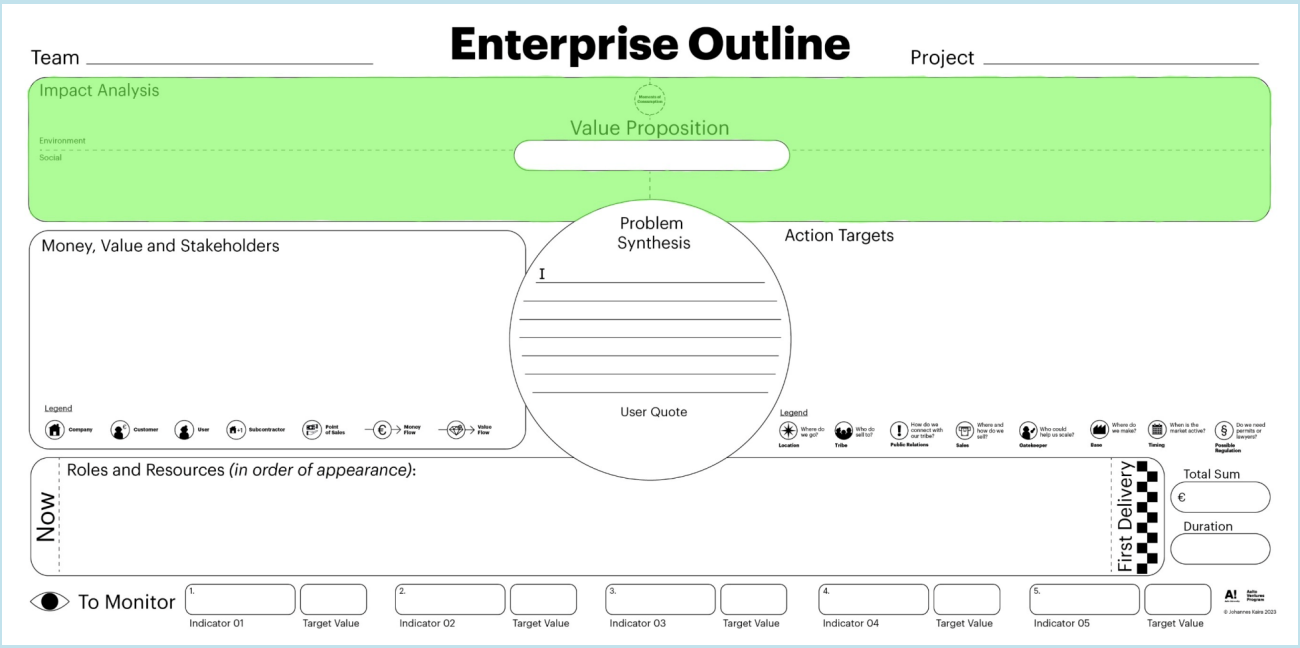 Enterprise Outline
Team
Project
Impact Analysis
Moment of
Consumption
Value Proposition
Environment
Social
Problem
Synthesis
User Quote
Money, Value and Stakeholders
Legend
Company
Customer
User
+1
Subcontractor
Point
of Sales
€
Money
Flow
Value
Flow
Action Targets
Legend
Where do
we go?
Location
Who do
sell to?
Tribe
How do we
connect with
our tribe?
Public Relations
Where and
how do we
sell?
Sales
Who could
help us scale?
Gatekeeper
Where do
we make?
Base
When is the
market active?
Timing
§
Do we need
permits or
lawyers?
Possible
Regulation
Now
Roles and Resources (in order of appearance):
First Delivery
Total Sum
€
Duration
To Monitor
1.
Indicator 01
Target Value
2.
Indicator 02
Target Value
3.
Indicator 03
Target Value
4.
Indicator 04
Target Value
5.
Indicator 05
Target Value
A!
Aalto
Ventures
Program